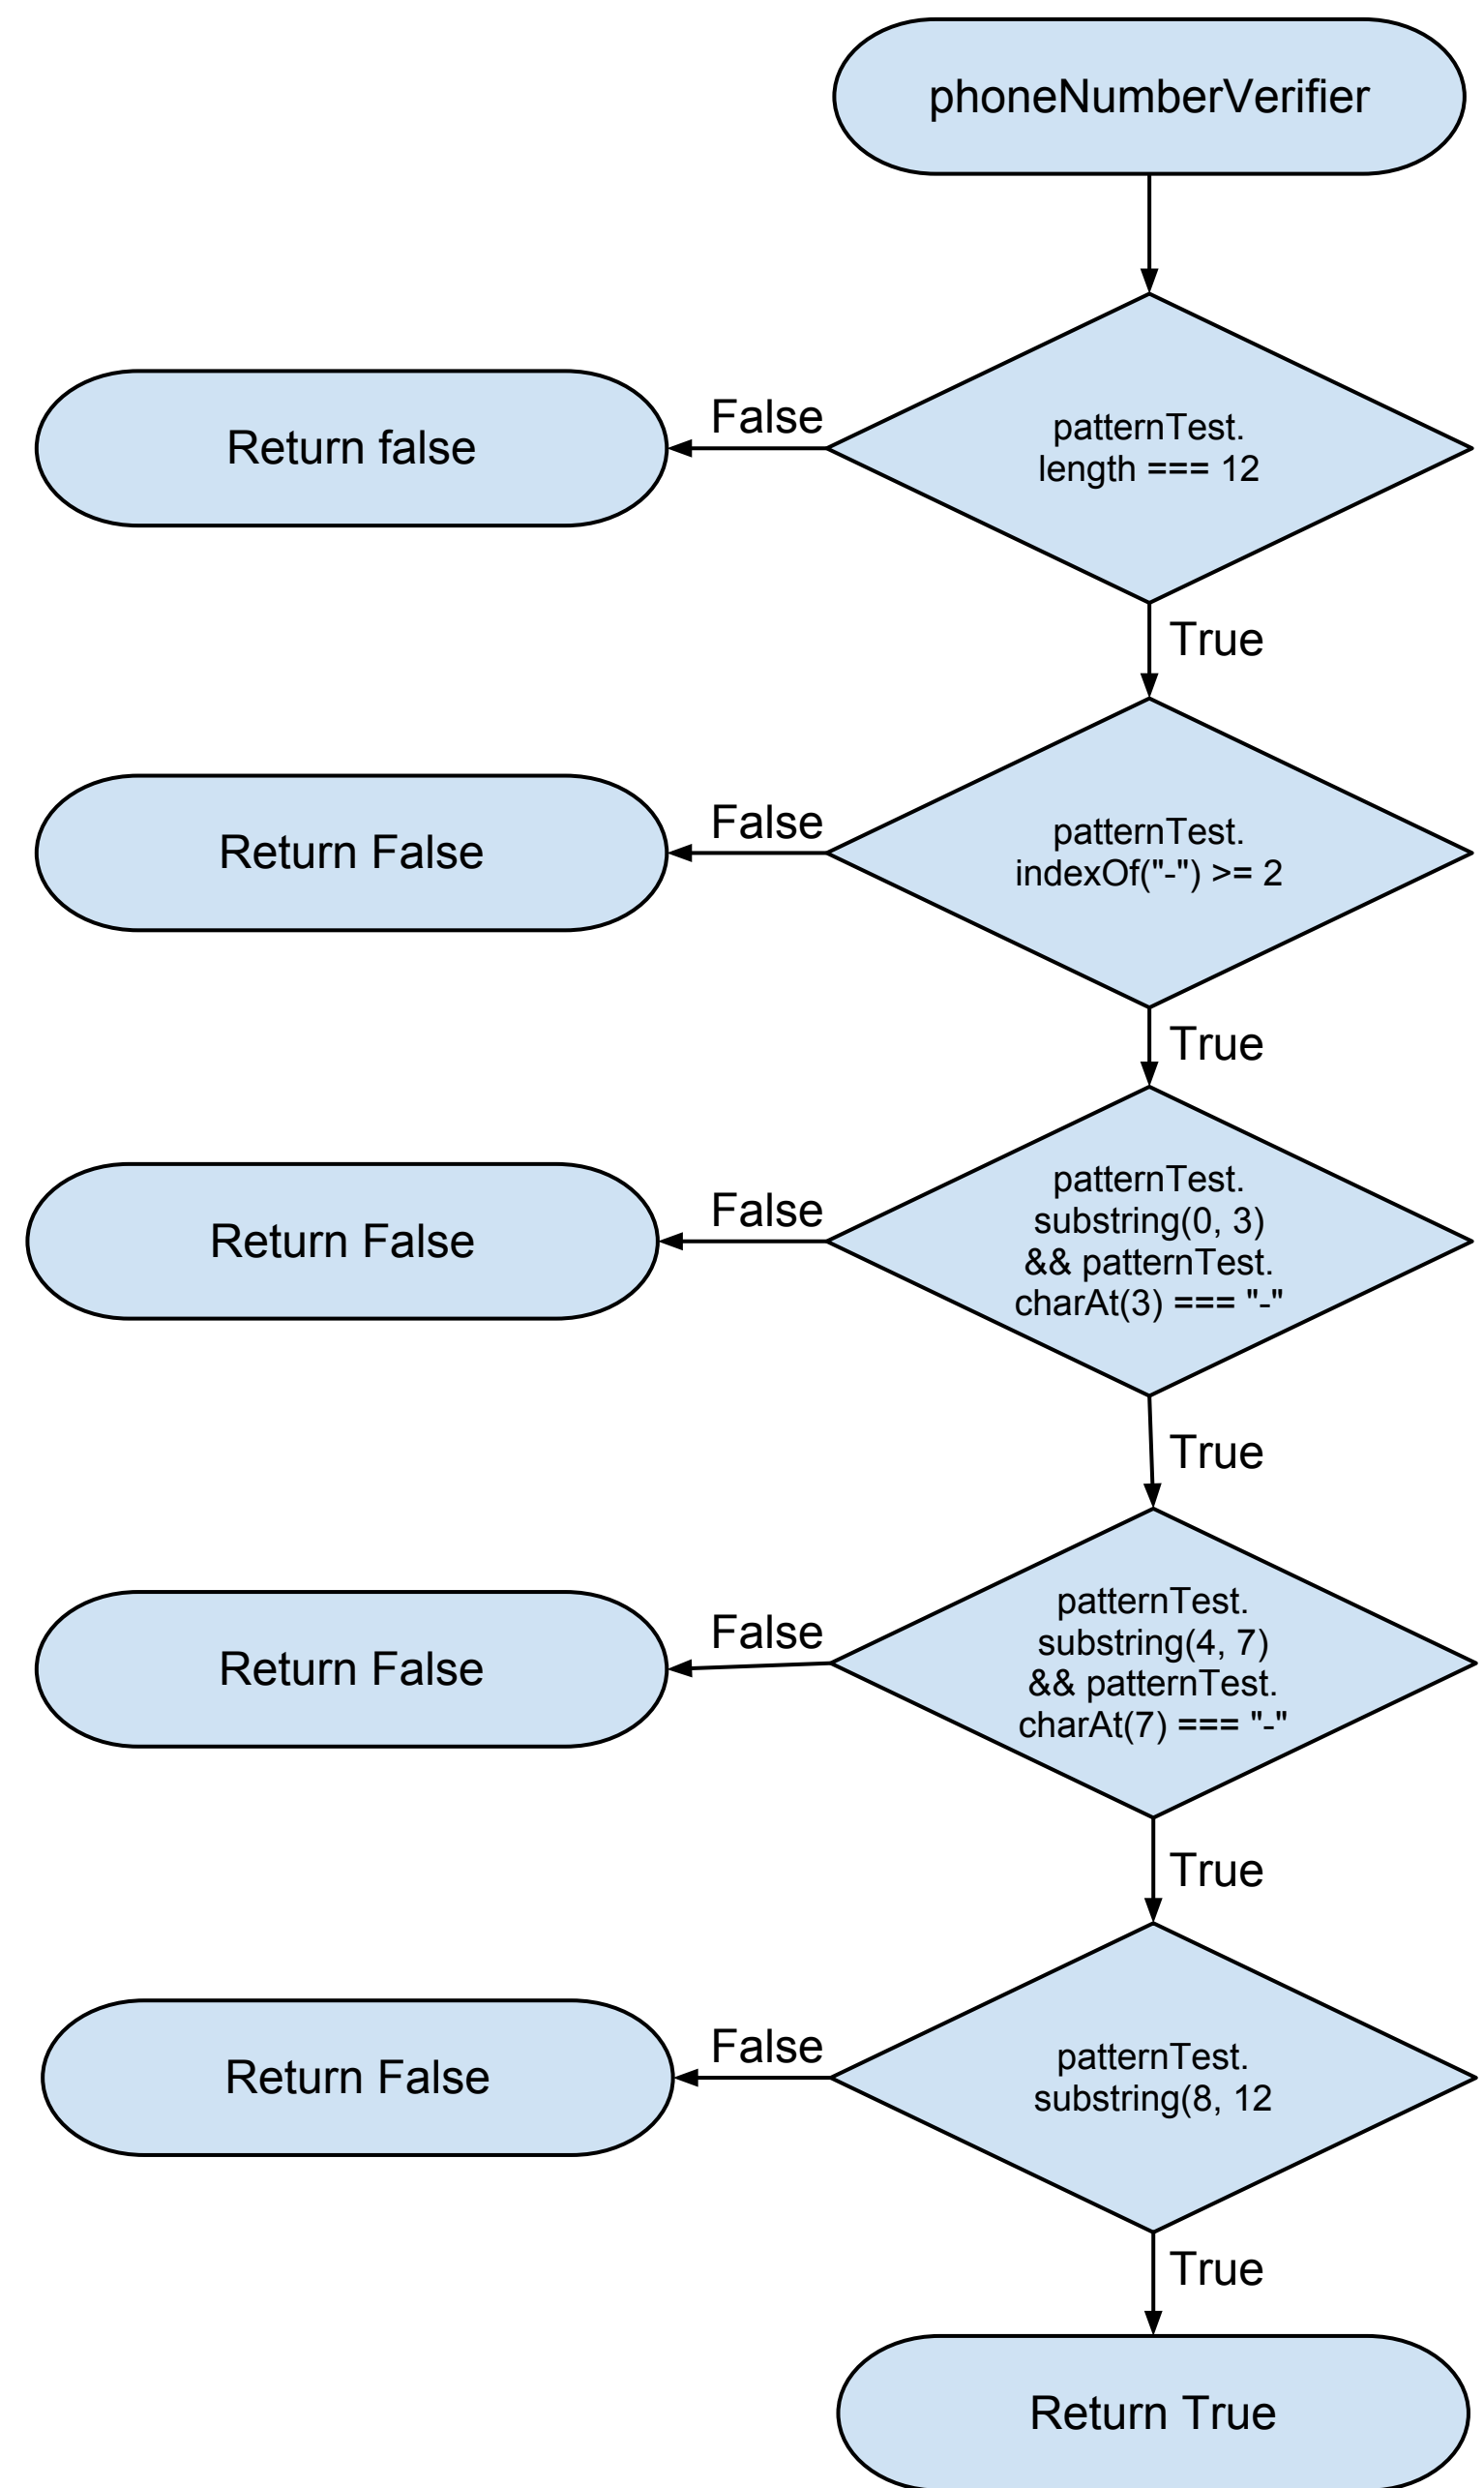 phoneNumberVerifier
False
Return false
patternTest.
length === 12
True
False
Return False
patternTest.
indexOf("-") >= 2
True
False
Return False
patternTest.
substring(0, 3)
&& patternTest.
charAt(3) === "-"
True
False
Return False
patternTest.
substring(4, 7)
&& patternTest.
charAt(7) === "-"
True
False
Return False
patternTest.
substring(8, 12
True
Return True